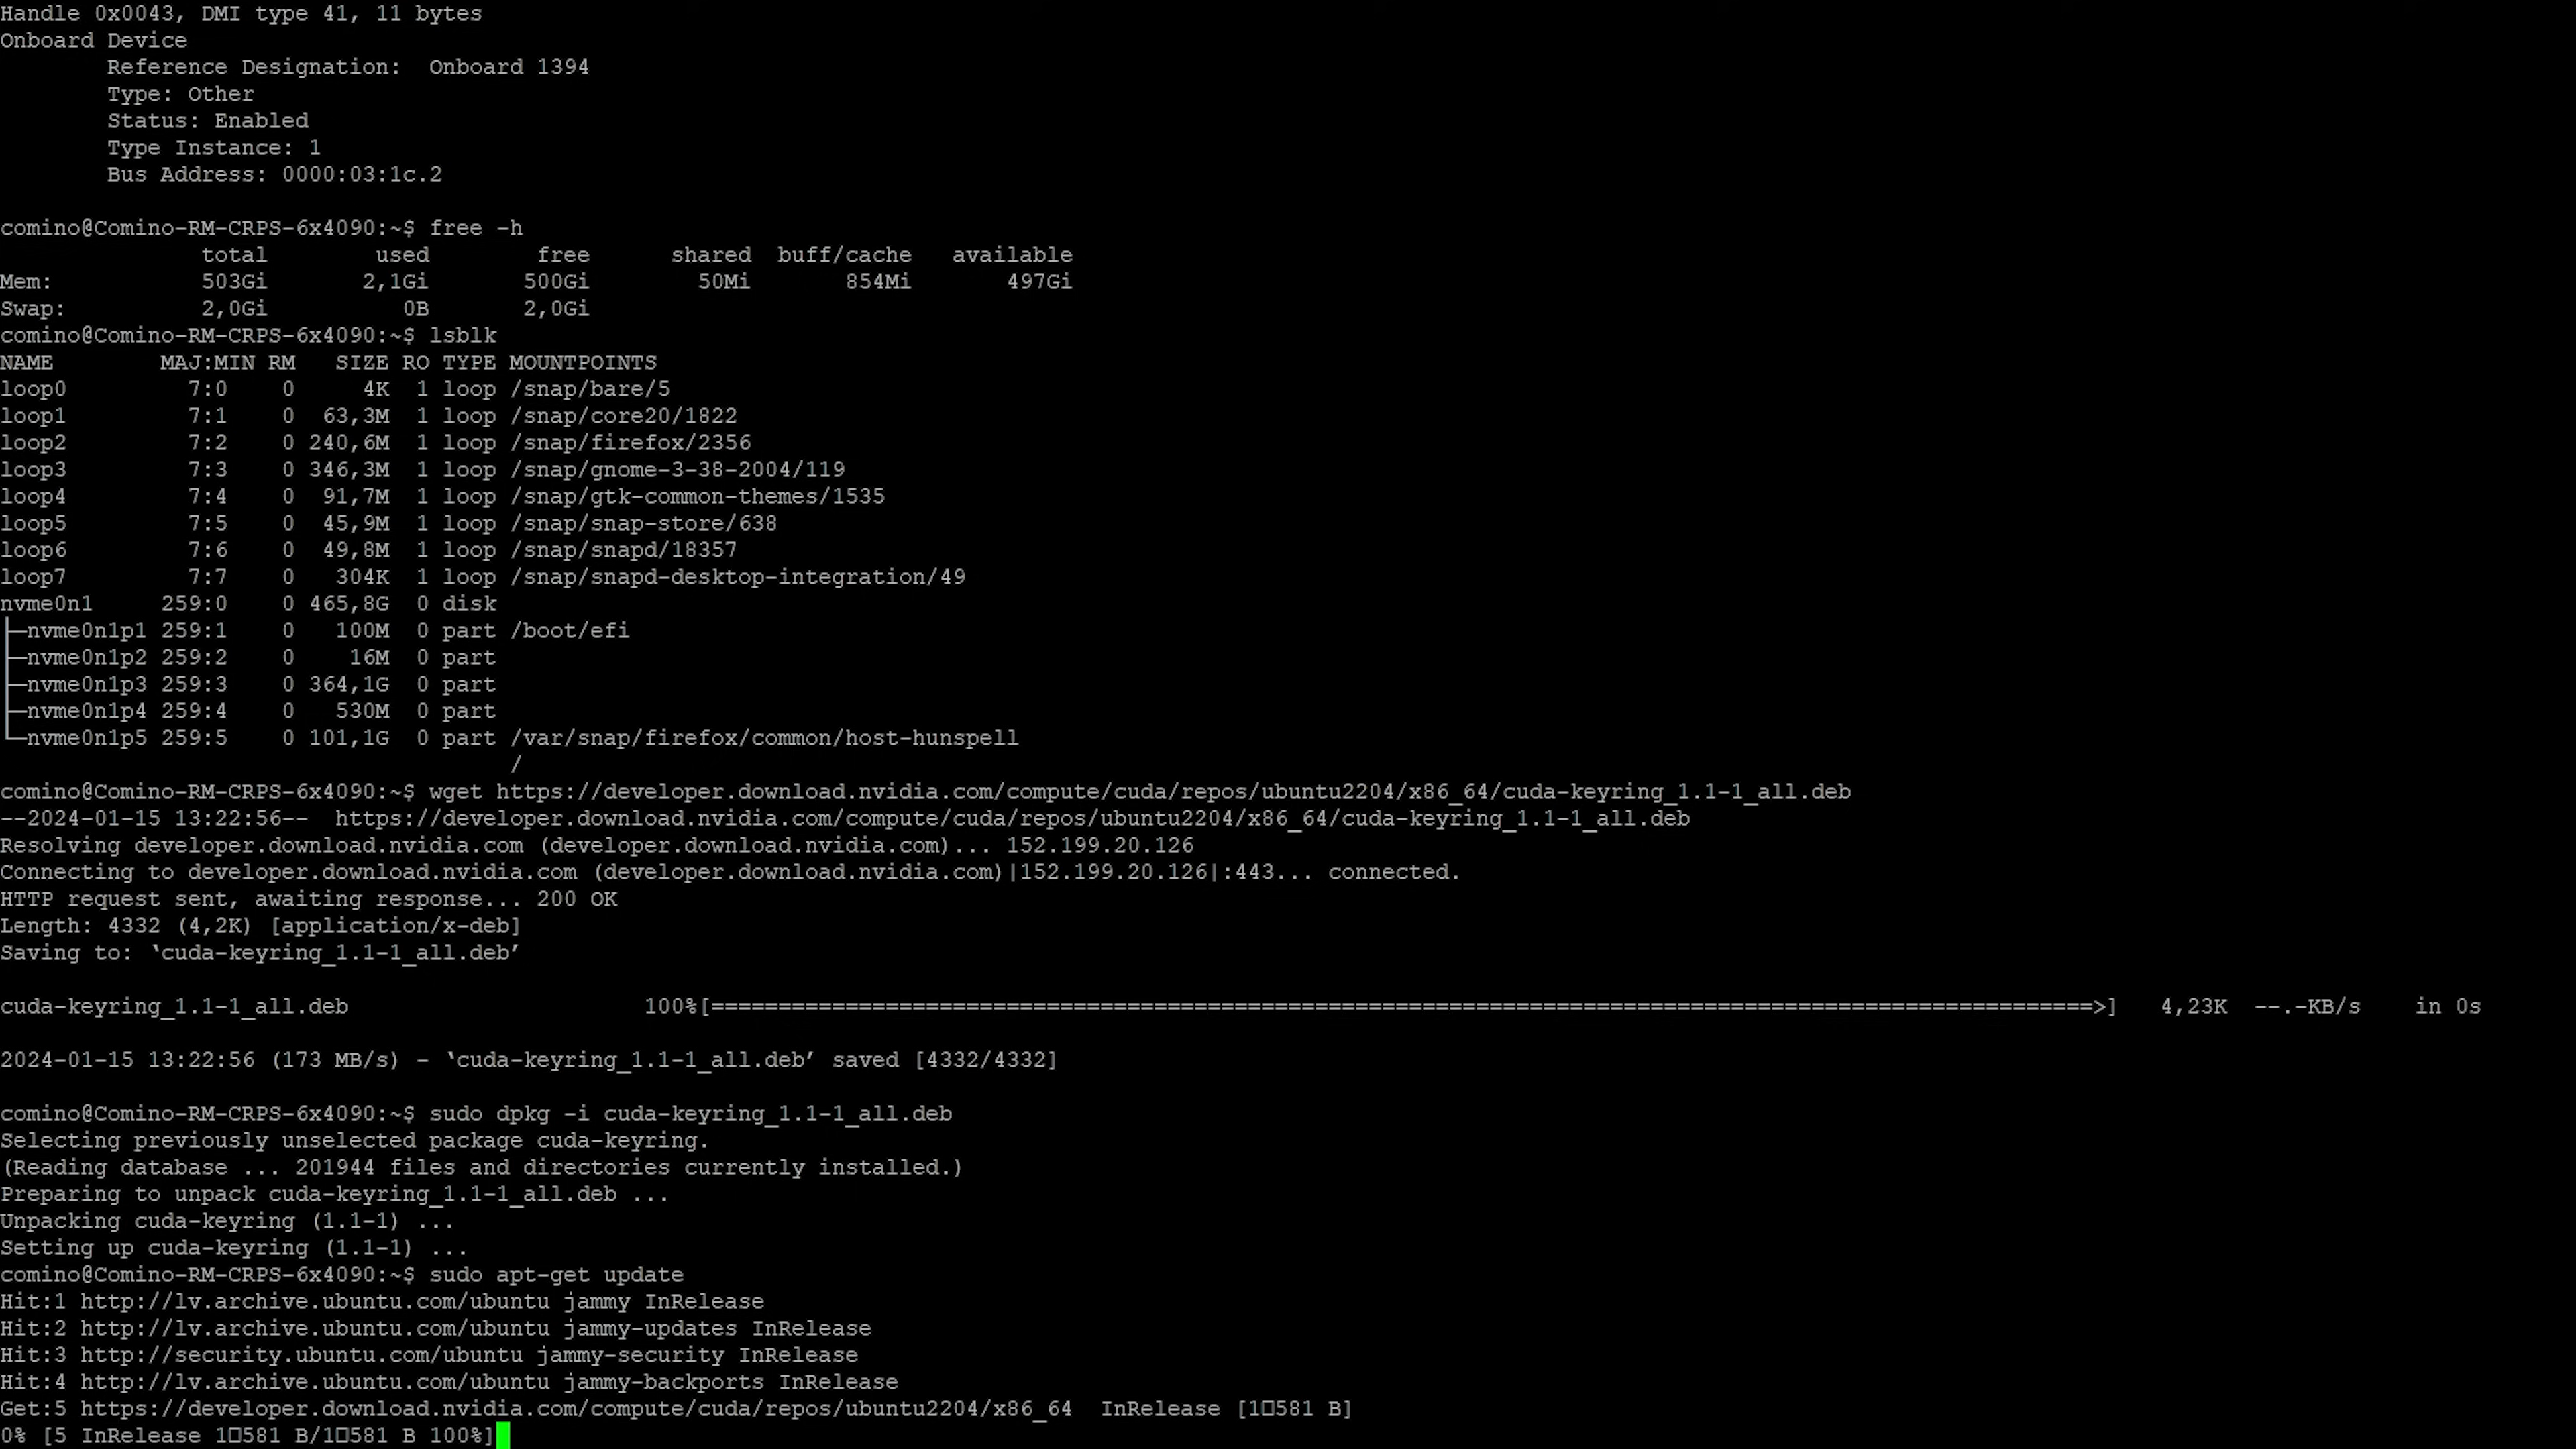 Handle 0x0043, DMI type 41, 11 bytes
Onboard Device
        Reference Designation:  Onboard 1394
        Type: Other
        Status: Enabled
        Type Instance: 1
        Bus Address: 0000:03:1c.2

comino@Comino-RM-CRPS-6x4090:~$ free -h
               total        used        free      shared  buff/cache   available
Mem:           503Gi       2,1Gi       500Gi        50Mi       854Mi       497Gi
Swap:          2,0Gi          0B       2,0Gi
comino@Comino-RM-CRPS-6x4090:~$ lsblk
NAME        MAJ:MIN RM   SIZE RO TYPE MOUNTPOINTS
loop0         7:0    0     4K  1 loop /snap/bare/5
loop1         7:1    0  63,3M  1 loop /snap/core20/1822
loop2         7:2    0 240,6M  1 loop /snap/firefox/2356
loop3         7:3    0 346,3M  1 loop /snap/gnome-3-38-2004/119
loop4         7:4    0  91,7M  1 loop /snap/gtk-common-themes/1535
loop5         7:5    0  45,9M  1 loop /snap/snap-store/638
loop6         7:6    0  49,8M  1 loop /snap/snapd/18357
loop7         7:7    0   304K  1 loop /snap/snapd-desktop-integration/49
nvme0n1     259:0    0 465,8G  0 disk
├─nvme0n1p1 259:1    0   100M  0 part /boot/efi
├─nvme0n1p2 259:2    0    16M  0 part
├─nvme0n1p3 259:3    0 364,1G  0 part
├─nvme0n1p4 259:4    0   530M  0 part
└─nvme0n1p5 259:5    0 101,1G  0 part /var/snap/firefox/common/host-hunspell
                                      /
comino@Comino-RM-CRPS-6x4090:~$ wget https://developer.download.nvidia.com/compute/cuda/repos/ubuntu2204/x86_64/cuda-keyring_1.1-1_all.deb
--2024-01-15 13:22:56--  https://developer.download.nvidia.com/compute/cuda/repos/ubuntu2204/x86_64/cuda-keyring_1.1-1_all.deb
Resolving developer.download.nvidia.com (developer.download.nvidia.com)... 152.199.20.126
Connecting to developer.download.nvidia.com (developer.download.nvidia.com)|152.199.20.126|:443... connected.
HTTP request sent, awaiting response... 200 OK
Length: 4332 (4,2K) [application/x-deb]
Saving to: ‘cuda-keyring_1.1-1_all.deb’

cuda-keyring_1.1-1_all.deb                      100%[=======================================================================================================>]   4,23K  --.-KB/s    in 0s

2024-01-15 13:22:56 (173 MB/s) - ‘cuda-keyring_1.1-1_all.deb’ saved [4332/4332]

comino@Comino-RM-CRPS-6x4090:~$ sudo dpkg -i cuda-keyring_1.1-1_all.deb
Selecting previously unselected package cuda-keyring.
(Reading database ... 201944 files and directories currently installed.)
Preparing to unpack cuda-keyring_1.1-1_all.deb ...
Unpacking cuda-keyring (1.1-1) ...
Setting up cuda-keyring (1.1-1) ...
comino@Comino-RM-CRPS-6x4090:~$ sudo apt-get update
Hit:1 http://lv.archive.ubuntu.com/ubuntu jammy InRelease
Hit:2 http://lv.archive.ubuntu.com/ubuntu jammy-updates InRelease
Hit:3 http://security.ubuntu.com/ubuntu jammy-security InRelease
Hit:4 http://lv.archive.ubuntu.com/ubuntu jammy-backports InRelease
Get:5 https://developer.download.nvidia.com/compute/cuda/repos/ubuntu2204/x86_64  InRelease [1□581 B]
0% [5 InRelease 1□581 B/1□581 B 100%]